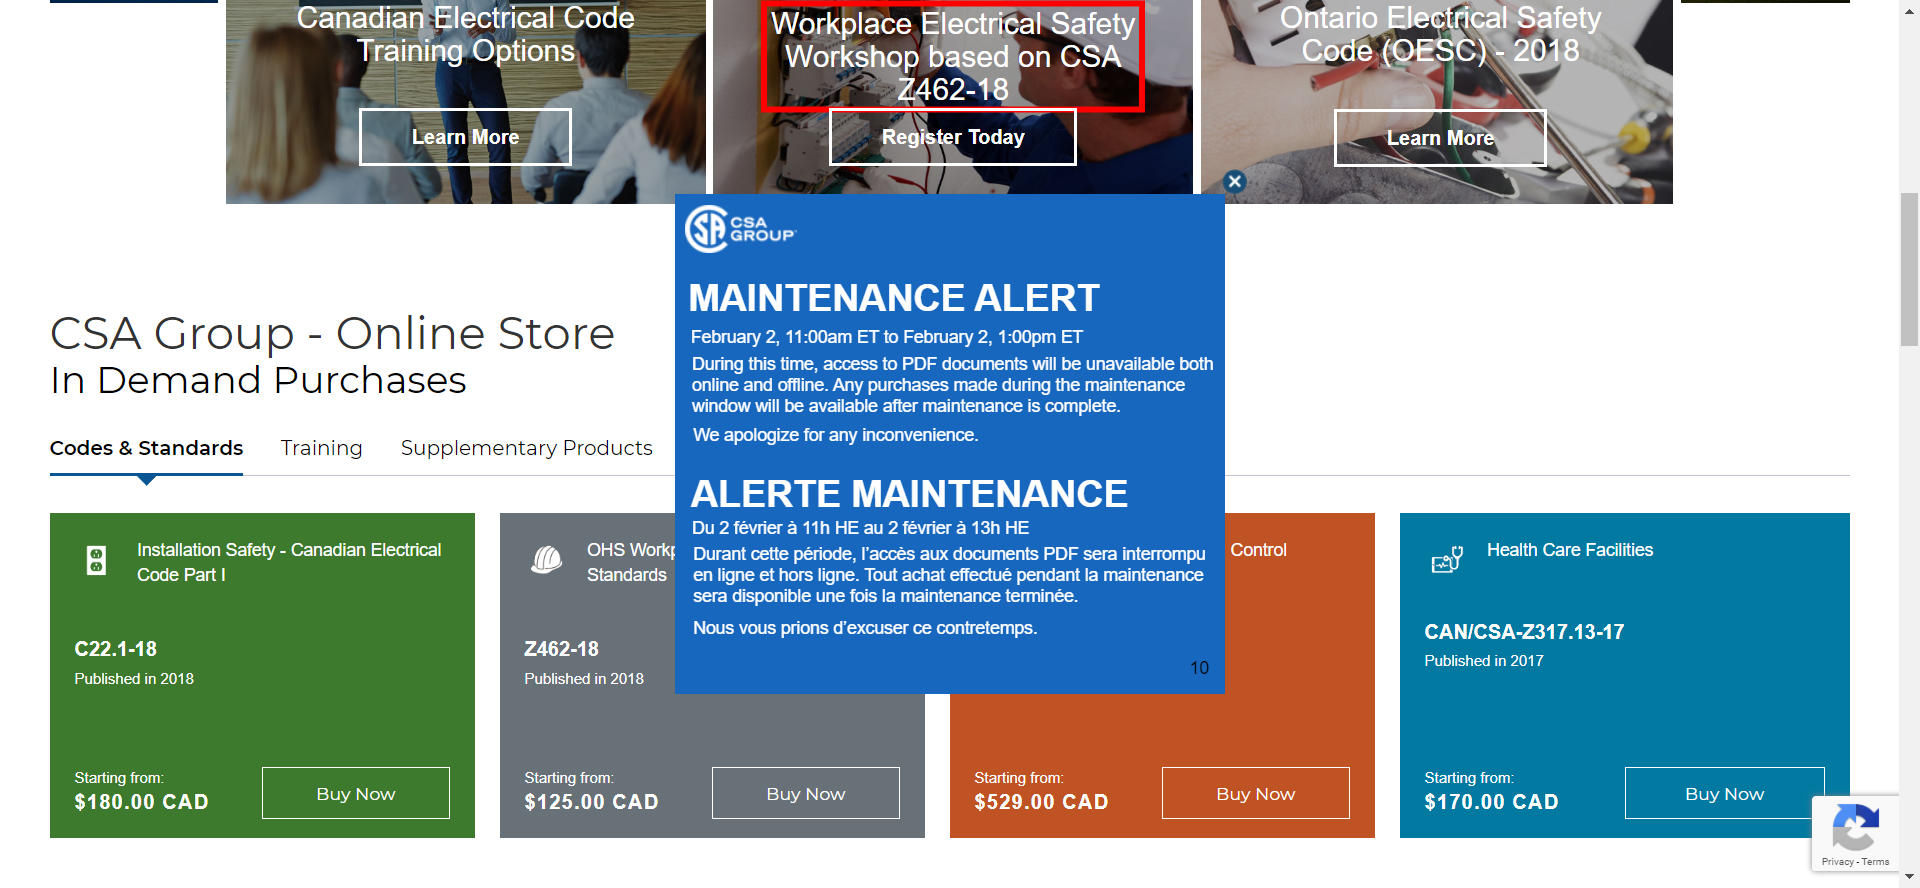 Canadian Electrical Code
Training Options
Learn More
Workplace Electrical Safety
Workshop based on CSA
Z462-18
Register Today
Ontario Electrical Safety
Code (OESC) - 2018
Learn More
CSA Group - Online Store
In Demand Purchases
Codes & Standards
Training
Supplementary Products
CSA
GROUP
MAINTENANCE ALERT
February 2, 11:00am ET to February 2, 1:00pm ET
During this time, access to PDF documents will be unavailable both
online and offline. Any purchases made during the maintenance
window will be available after maintenance is complete.
We apologize for any inconvenience.
ALERTE MAINTENANCE
Du 2 février à 11h HE au 2 février à 13h HE
Durant cette période, l'accès aux documents PDF sera interrompu
en ligne et hors ligne. Tout achat effectué pendant la maintenance
sera disponible une fois la maintenance terminée.
Nous vous prions d'excuser ce contretemps.
10
Installation Safety - Canadian Electrical
Code Part I
C22.1-18
Published in 2018
Starting from:
$180.00 CAD
Buy Now
OHS
Standards
Z462-18
Published in 2018
Starting from:
$125.00 CAD
Buy Now
Control
Starting from:
$529.00 CAD
Buy Now
Health Care Facilities
CAN/CSA-Z317.13-17
Published in 2017
Starting from:
$170.00 CAD
Buy Now
Privacy - Terms